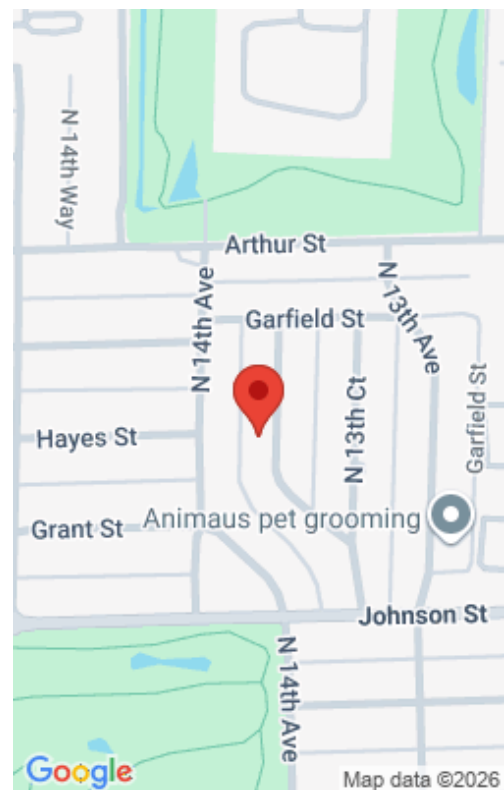 N 14th Way
Arthur St
N 14th Ave
N 13th Ave
Garfield St
Garfield St
N 13th Ct
Hayes St
Grant St
Animaus pet grooming
Johnson St
N 14th Ave
Google
Map data ©2026